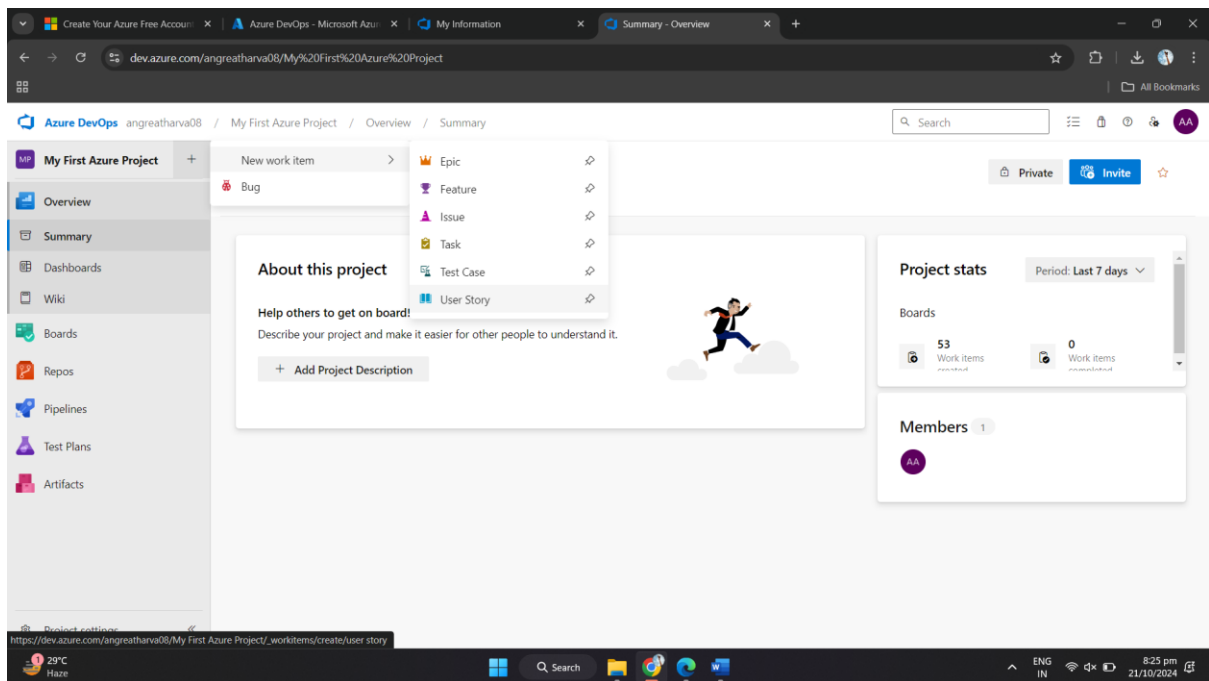 Create Your Azure Free Account
Azure DevOps - Microsoft Azur
My Information
Summary - Overview
dev.azure.com/angreatharva08/My%20First%20Azure%20Project
All Bookmarks
Azure DevOps angreatharva08 / My First Azure Project / Overview / Summary
Search
AA
MP My First Azure Project +
New work item
Bug
Epic
Feature
Issue
Task
Test Case
User Story
Private
Invite
Overview
Summary
Dashboards
Wiki
Boards
Repos
Pipelines
Test Plans
Artifacts
About this project
Help others to get on board!
Describe your project and make it easier for other people to understand it.
+ Add Project Description
Project stats
Period: Last 7 days
Boards
53
Work items
created
0
Work items
completed
Members 1
AA
Project settings
https://dev.azure.com/angreatharva08/My First Azure Project/_workitems/create/user story
1
29°C
Haze
Search
ENG
IN
8:25 pm
21/10/2024